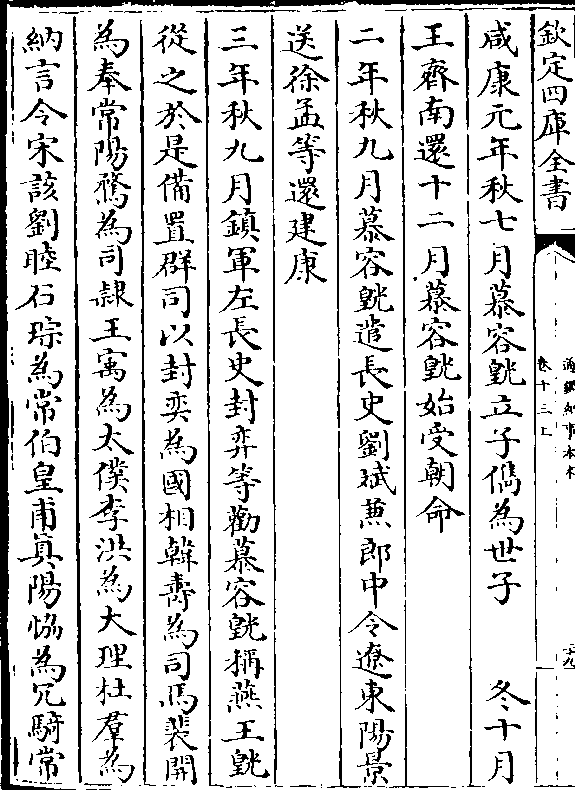 欽定四庫全書
通鑑紀事本末
卷十三上
咸康元年秋七月慕容皝立子儁為世子　冬十月
王齊南還十二月慕容皝始受朝命
二年秋九月慕容皝遣長史劉斌兼郎中令遼東陽景
送徐孟等還建康
三年秋九月鎮軍左長史封弈等勸慕容皝稱燕王皝
從之於是備置群司以封奕為國相韓壽為司馬裴開
為奉常陽騖為司隸王寓為太僕李洪為大理杜羣為
納言令宋該劉睦石琮為常伯皇甫真陽恊為冗騎常